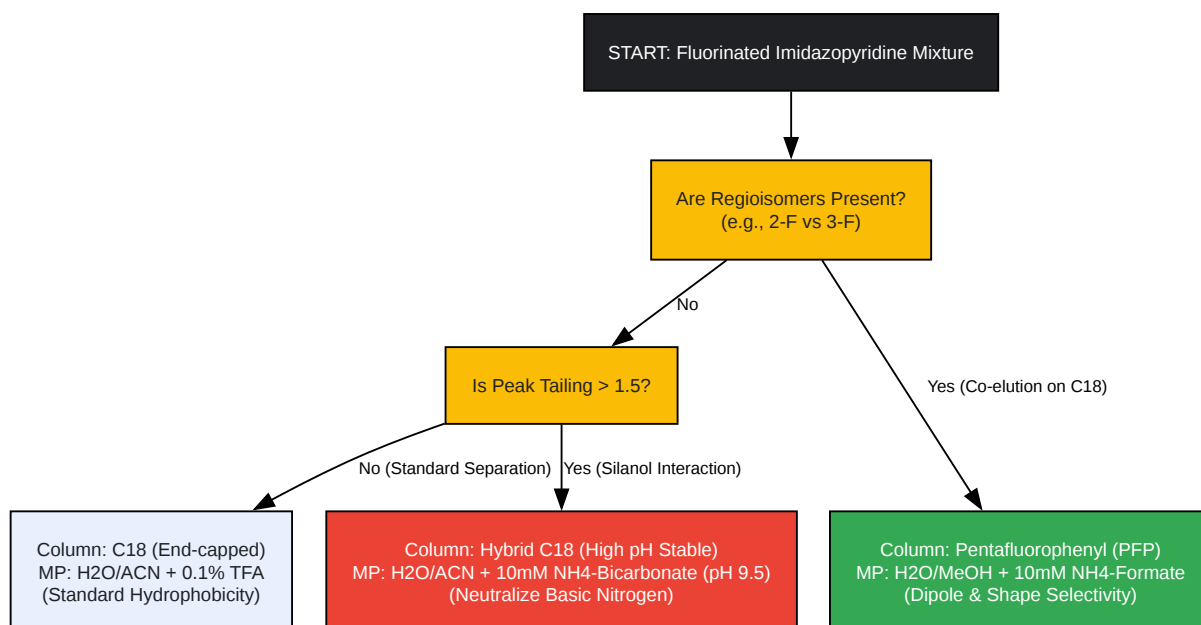 START: Fluorinated Imidazopyridine Mixture
Are Regioisomers Present?
(e.g., 2-F vs 3-F)
No
Is Peak Tailing > 1.5?
Yes (Co-elution on C18)
No (Standard Separation)
Yes (Silanol Interaction)
Column: C18 (End-capped)
MP: H2O/ACN + 0.1% TFA
(Standard Hydrophobicity)
Column: Hybrid C18 (High pH Stable)
MP: H2O/ACN + 10mM NH4-Bicarbonate (pH 9.5)
(Neutralize Basic Nitrogen)
Column: Pentafluorophenyl (PFP)
MP: H2O/MeOH + 10mM NH4-Formate
(Dipole & Shape Selectivity)